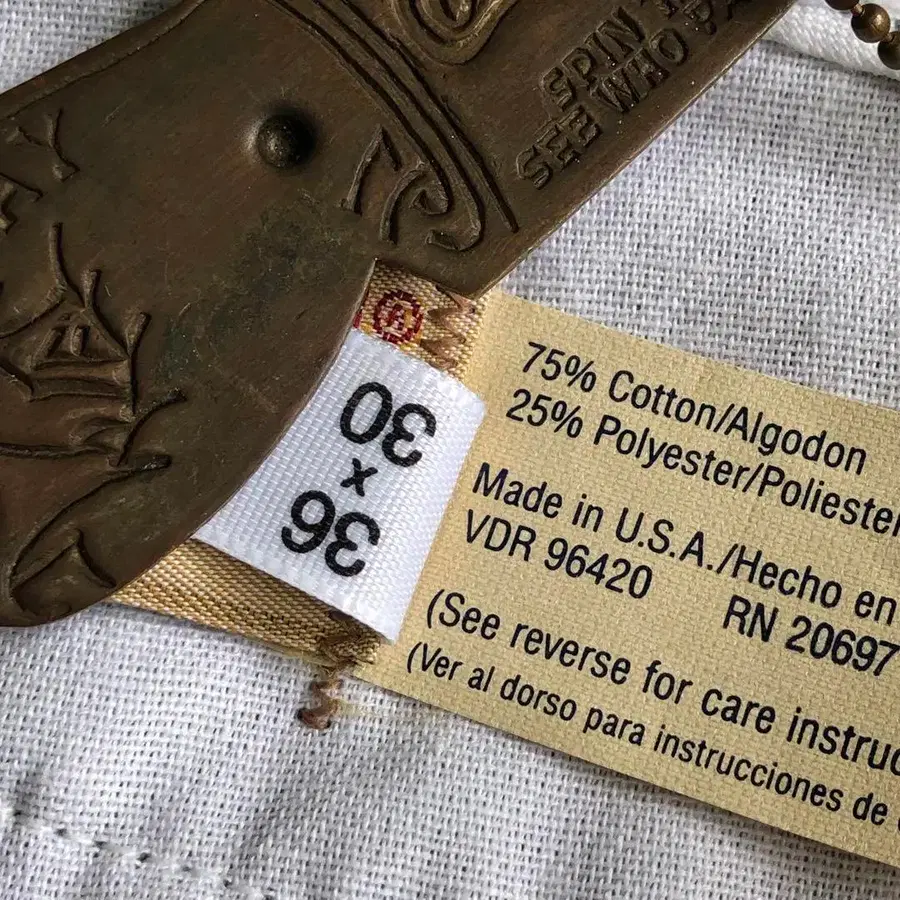 SPIN
SEE WHO
36
x
30
75% Cotton/Algodon
25% Polyester/Poliester
Made in U.S.A./Hecho en
VDR 96420 RN 20697
(See reverse for care instruc
(Ver al dorso para instrucciones de